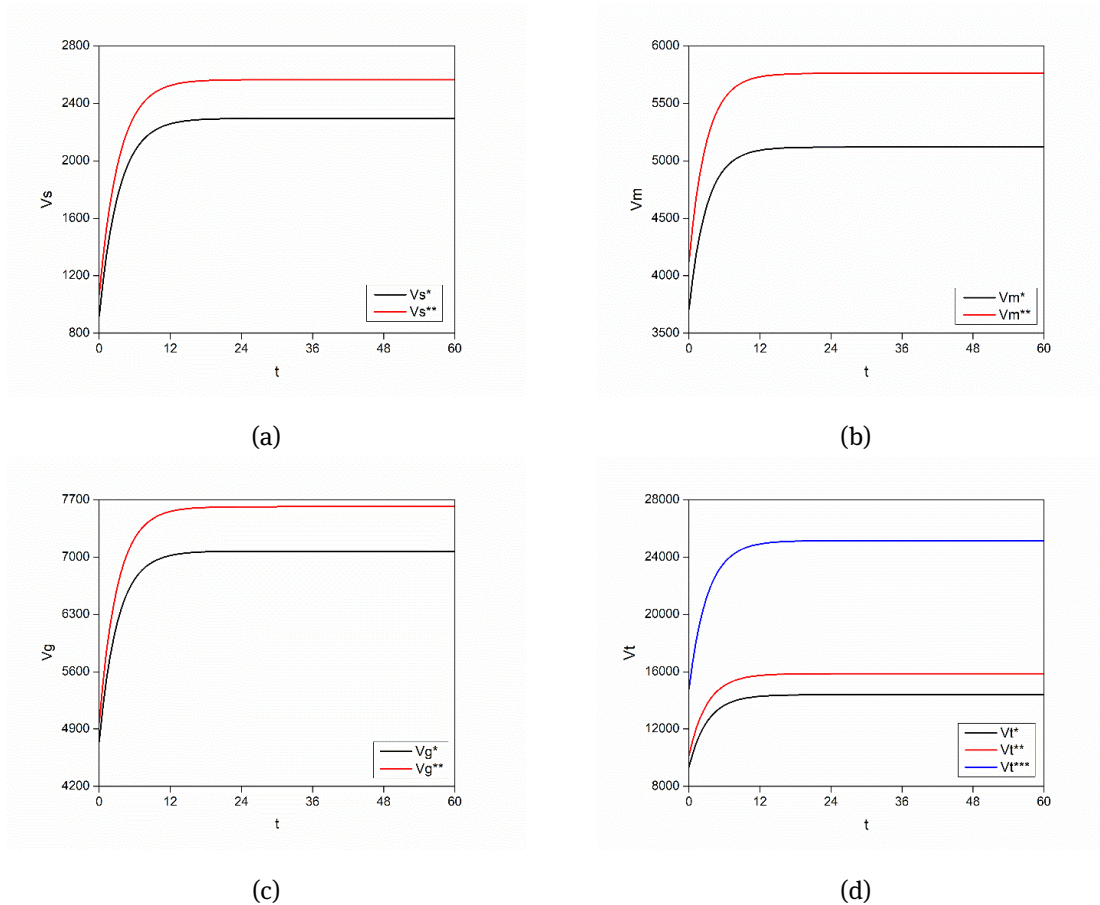 2800
2400
2000
1600
1200
800
Vs
Vs*
Vs**
0 12 24 36 48 60
t
(a)
6000
5500
5000
4500
4000
3500
Vm
Vm*
Vm**
0 12 24 36 48 60
t
(b)
7700
7000
6300
5600
4900
4200
Vg
Vg*
Vg**
0 12 24 36 48 60
t
(c)
28000
24000
20000
16000
12000
8000
Vt
Vt*
Vt**
Vt***
0 12 24 36 48 60
t
(d)